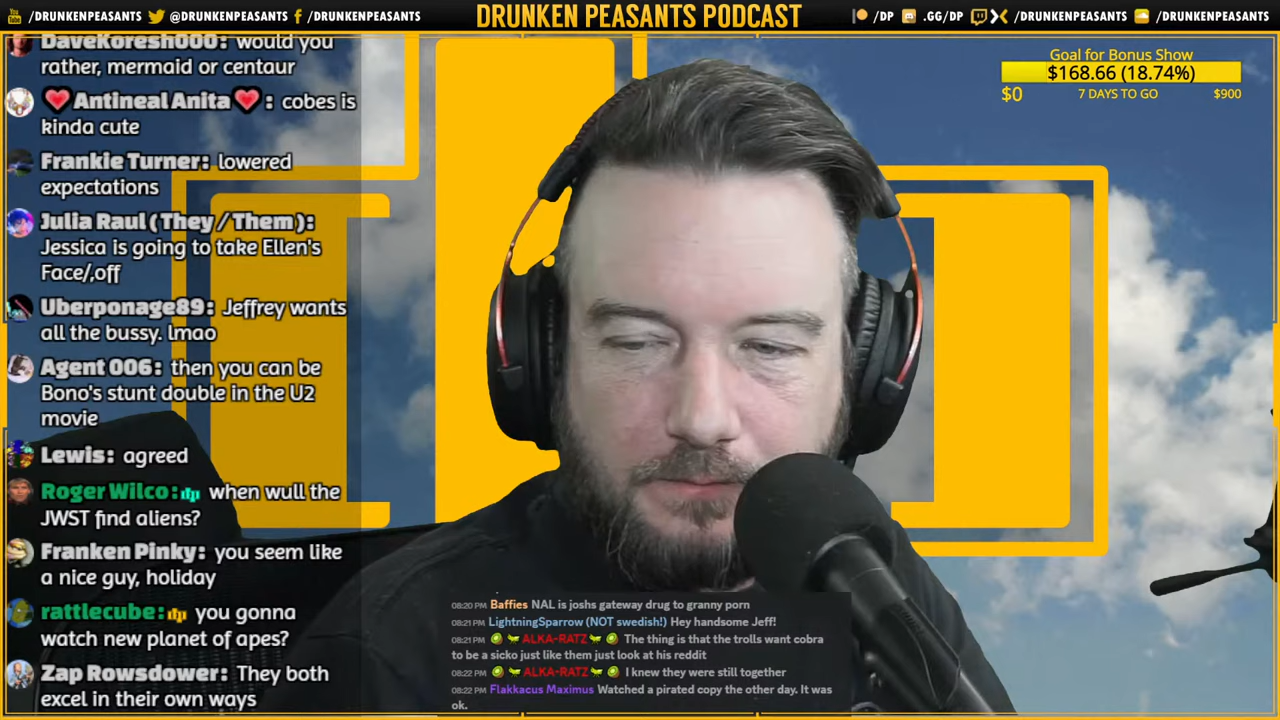 /DRUNKENPEASANTS @DRUNKENPEASANTS /DRUNKENPEASANTS DRUNKEN PEASANTS PODCAST /DP .GG/DP /DRUNKENPEASANTS /DRUNKENPEASANTS
DaveKoresh000: would you
rather, mermaid or centaur
❤️Antineal Anita❤️: cobes is
kinda cute
Frankie Turner: lowered
expectations
Julia Raul (They/Them):
Jessica is going to take Ellen's
Face/,off
Uberponage89: Jeffrey wants
all the bussy. lmao
Agent 006: then you can be
Bono's stunt double in the U2
movie
Lewis: agreed
Roger Wilco: when wull the
JWST find aliens?
Franken Pinky: you seem like
a nice guy, holiday
rattlecube: you gonna
watch new planet of apes?
Zap Rowsdower: They both
excel in their own ways
Goal for Bonus Show
$168.66 (18.74%)
$0 7 DAYS TO GO $900
08:20 PM Baffies NAL is joshs gateway drug to granny porn
LightningSparrow (NOT swedish!) Hey handsome Jeff!
08:21 PM ALKA-RATZ The thing is that the trolls want cobra
to be a sicko just like them just look at his reddit
08:22 PM ALKA-RATZ I knew they were still together
08:22 PM Flakkacus Maximus Watched a pirated copy the other day. It was
ok.